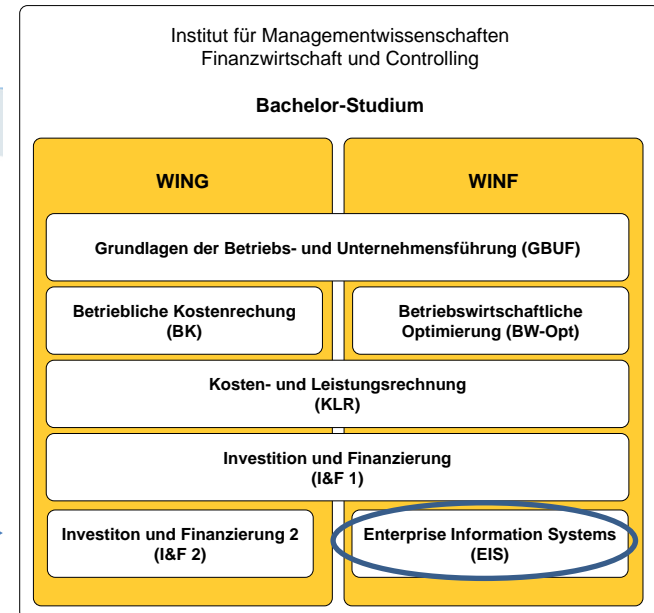 Institut für Managementwissenschaften
Finanzwirtschaft und Controlling
Bachelor-Studium
WING
WINF
Grundlagen der Betriebs- und Unternehmensführung (GBUF)
Betriebliche Kostenrechung
(BK)
Betriebswirtschaftliche
Optimierung (BW-Opt)
Kosten- und Leistungsrechnung
(KLR)
Investition und Finanzierung
(I&F 1)
Investiton und Finanzierung 2
(I&F 2)
Enterprise Information Systems
(EIS)